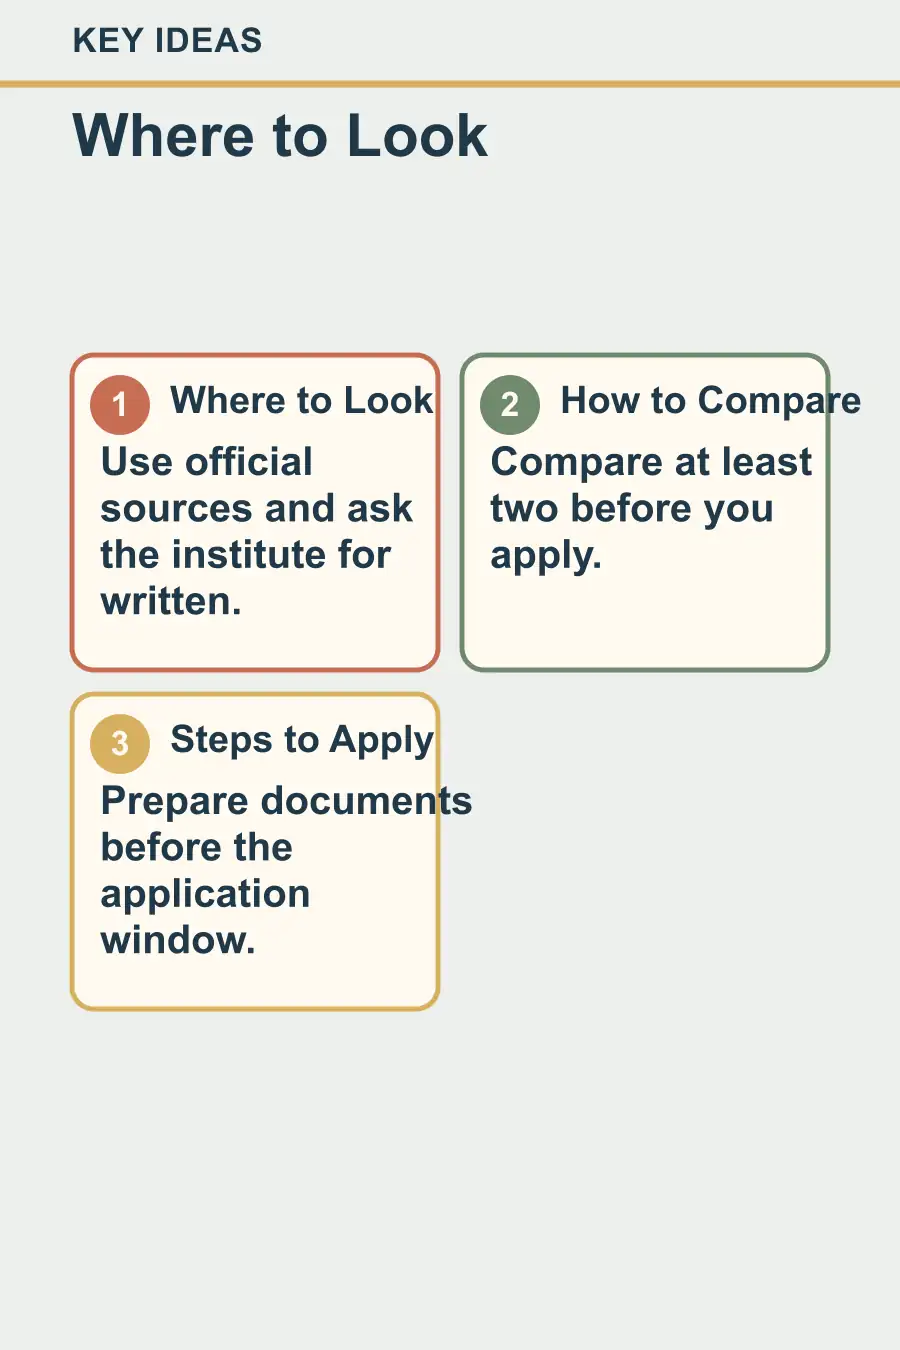 KEY IDEAS
Where to Look
1 Where to Look
Use official
sources and ask
the institute for
written.
2 How to Compare
Compare at least
two before you
apply.
3 Steps to Apply
Prepare documents
before the
application
window.